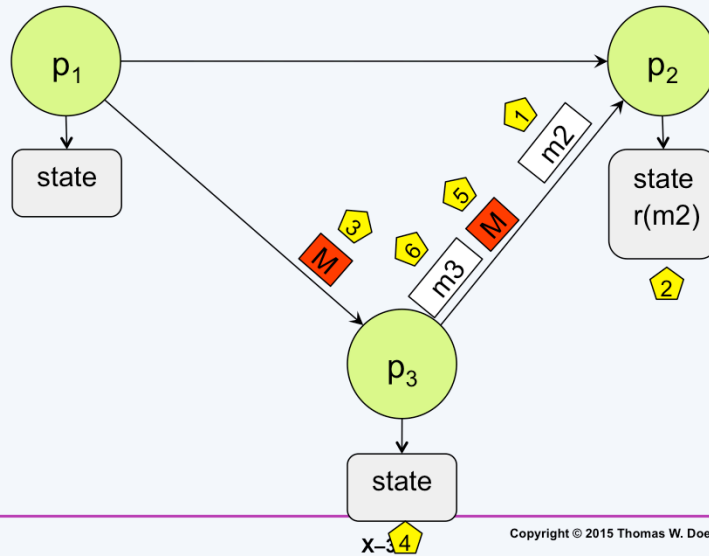 p1
p2
1
m2
state
5
state
r(m2)
3
M
6
M
m3
2
p3
state
4
X–3
Copyright © 2015 Thomas W. Doe